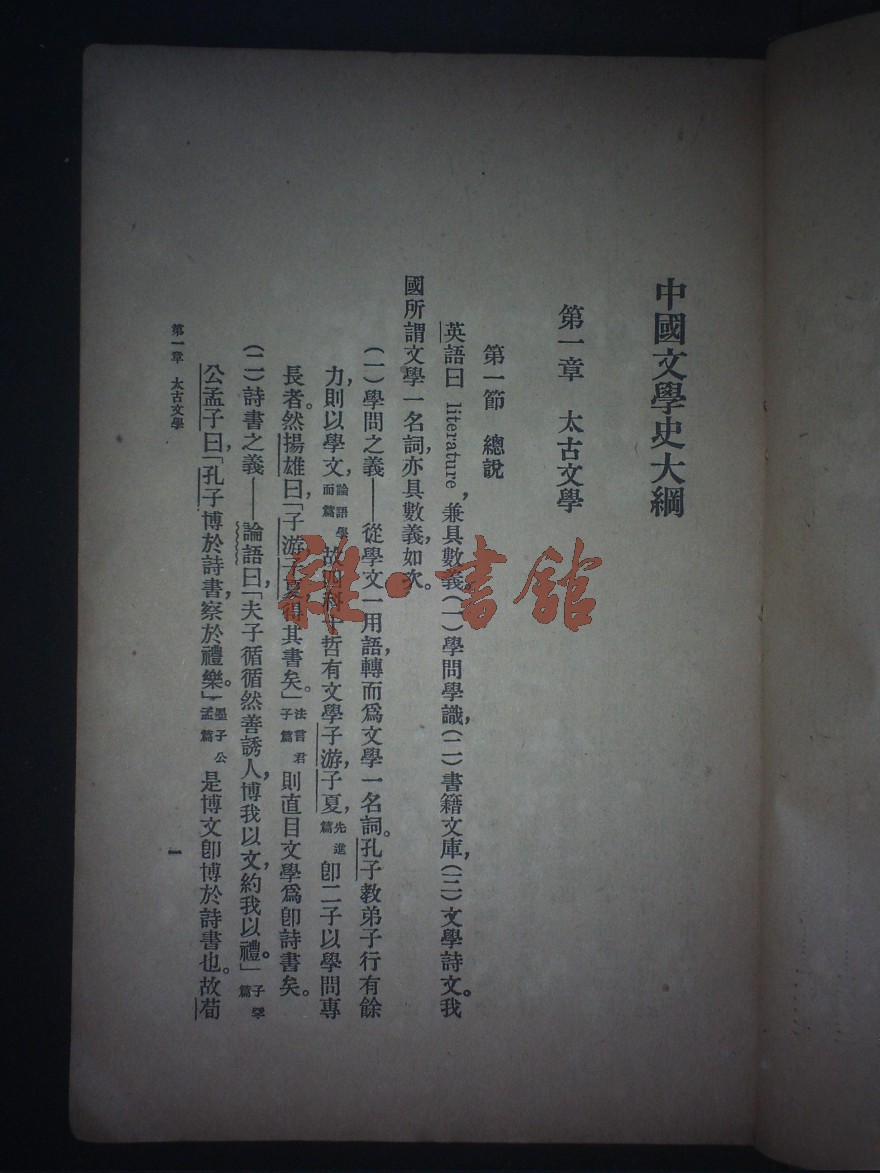 中國文學史大綱
第一章 太古文學
第一節 總說
英語曰 literature,兼具數義(一)學問學識,(二)書籍文庫,(三)文學詩文。我
國所謂文學一名詞,亦具數義,如次。
(一)學問之義——從學文一用語,轉而爲文學一名詞。孔子教弟子行有餘
力,則以學文,論語學而篇故四科十哲有文學子游,子夏,先進篇卽二子以學問專
長者。然揚雄曰,「子游子夏得其書矣。」法言君子篇則直目文學爲卽詩書矣。
(二)詩書之義——論語曰,「夫子循循然善誘人,博我以文,約我以禮。」子罕篇
公孟子曰,「孔子博於詩書,察於禮樂。」墨子公孟篇是博文卽博於詩書也。故荀
第一章 太古文學
一
雜·書館